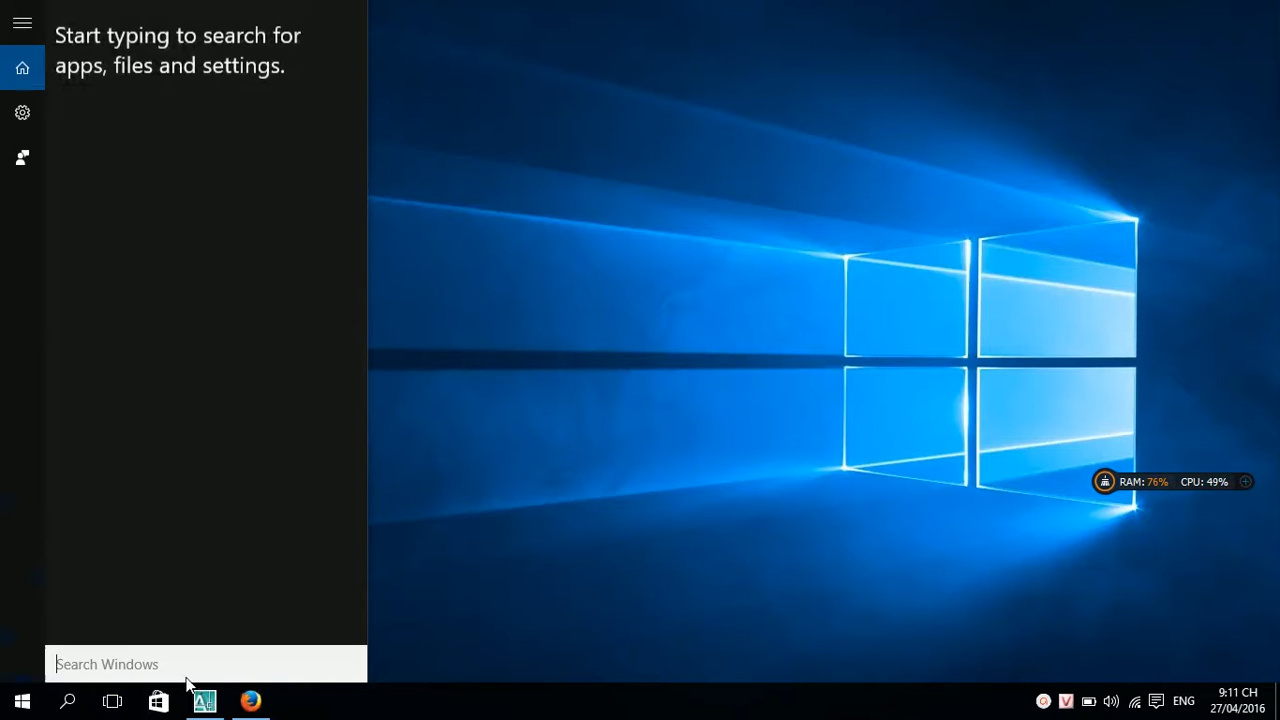 Start typing to search for
apps, files and settings.
RAM: 76% CPU: 49%
Search Windows
V
ENG
9:11 CH
27/04/2016